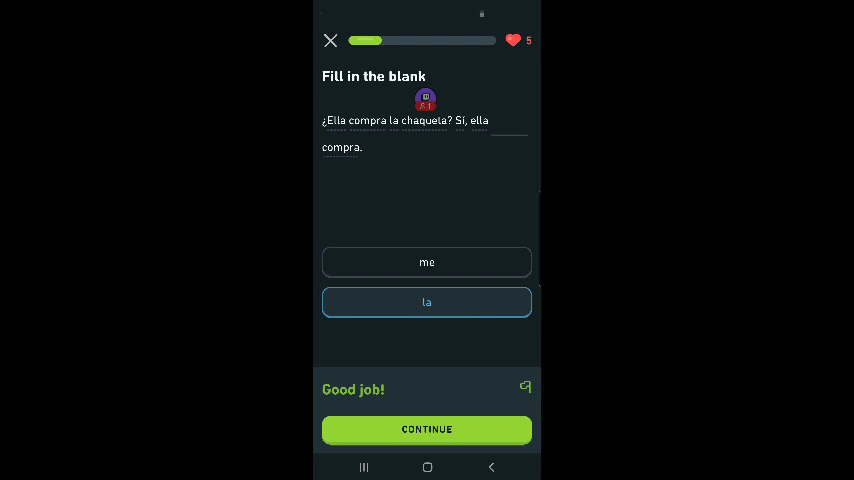 5
Fill in the blank
¿Ella compra la chaqueta? Sí, ella
compra.
me
la
Good job!
CONTINUE